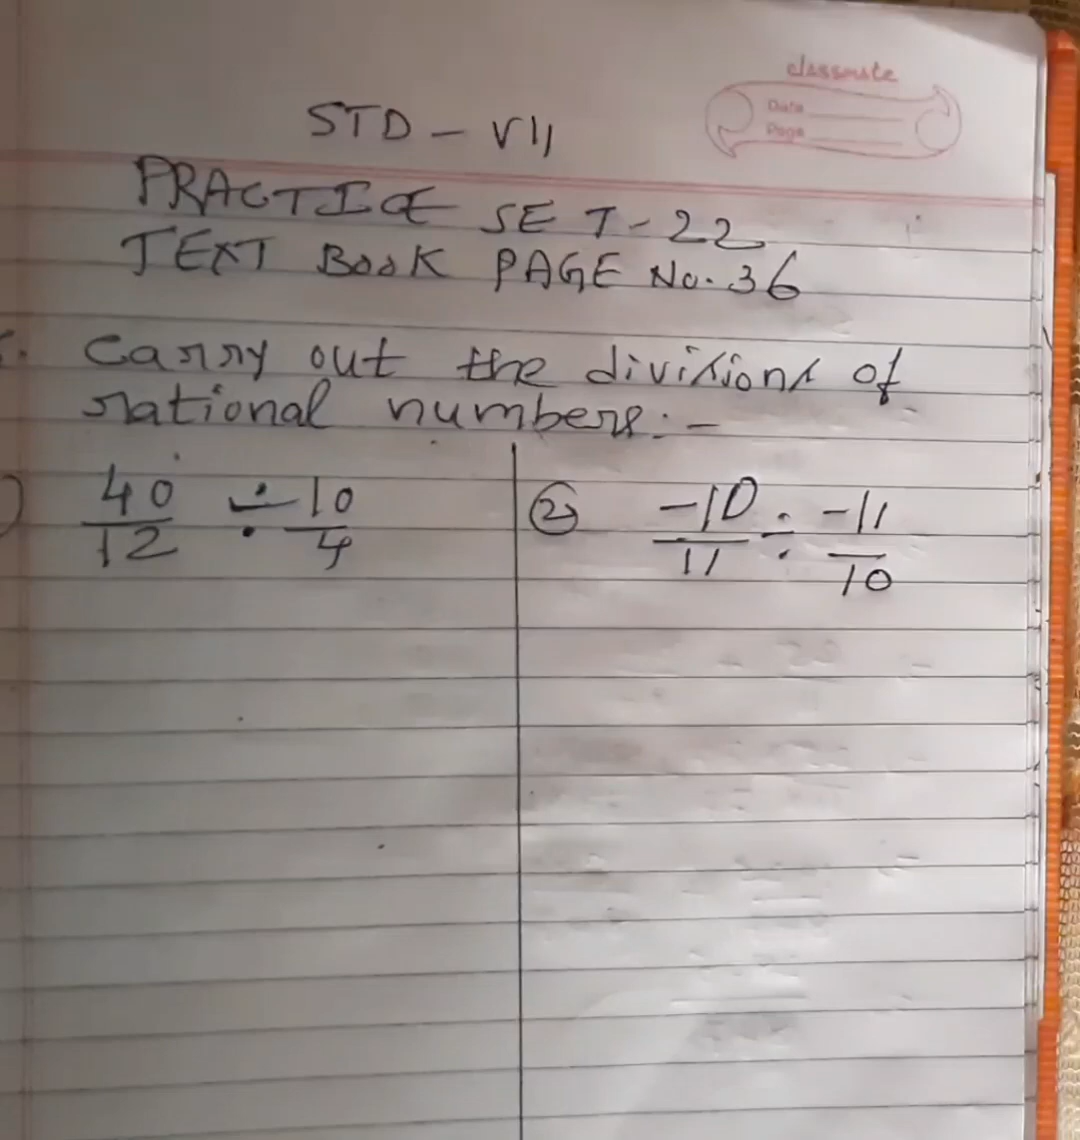 classmate
Date
Page
STD - VII
PRACTICE SET-22
TEXT BOOK PAGE No. 36
Carry out the divisions of
rational numbers:-
40/12 ÷ 10/4
② -10/11 ÷ -11/10